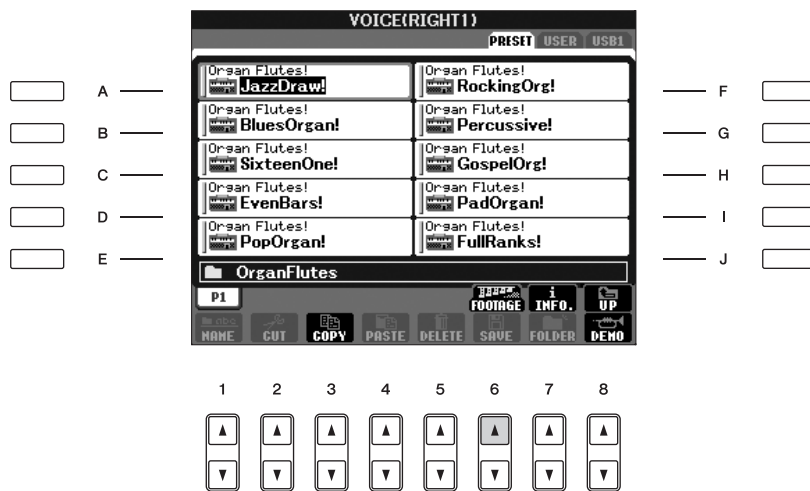 VOICE(RIGHT1)
PRESET USER USB1
A
Organ Flutes!
JazzDraw!
Organ Flutes!
RockingOrg!
F
B
Organ Flutes!
BluesOrgan!
Organ Flutes!
Percussive!
G
C
Organ Flutes!
SixteenOne!
Organ Flutes!
GospelOrg!
H
D
Organ Flutes!
EvenBars!
Organ Flutes!
PadOrgan!
I
E
Organ Flutes!
PopOrgan!
Organ Flutes!
FullRanks!
J
OrganFlutes
P1
FOOTAGE
i
INFO.
UP
abc
NAME CUT COPY PASTE DELETE SAVE FOLDER DEMO
1 2 3 4 5 6 7 8